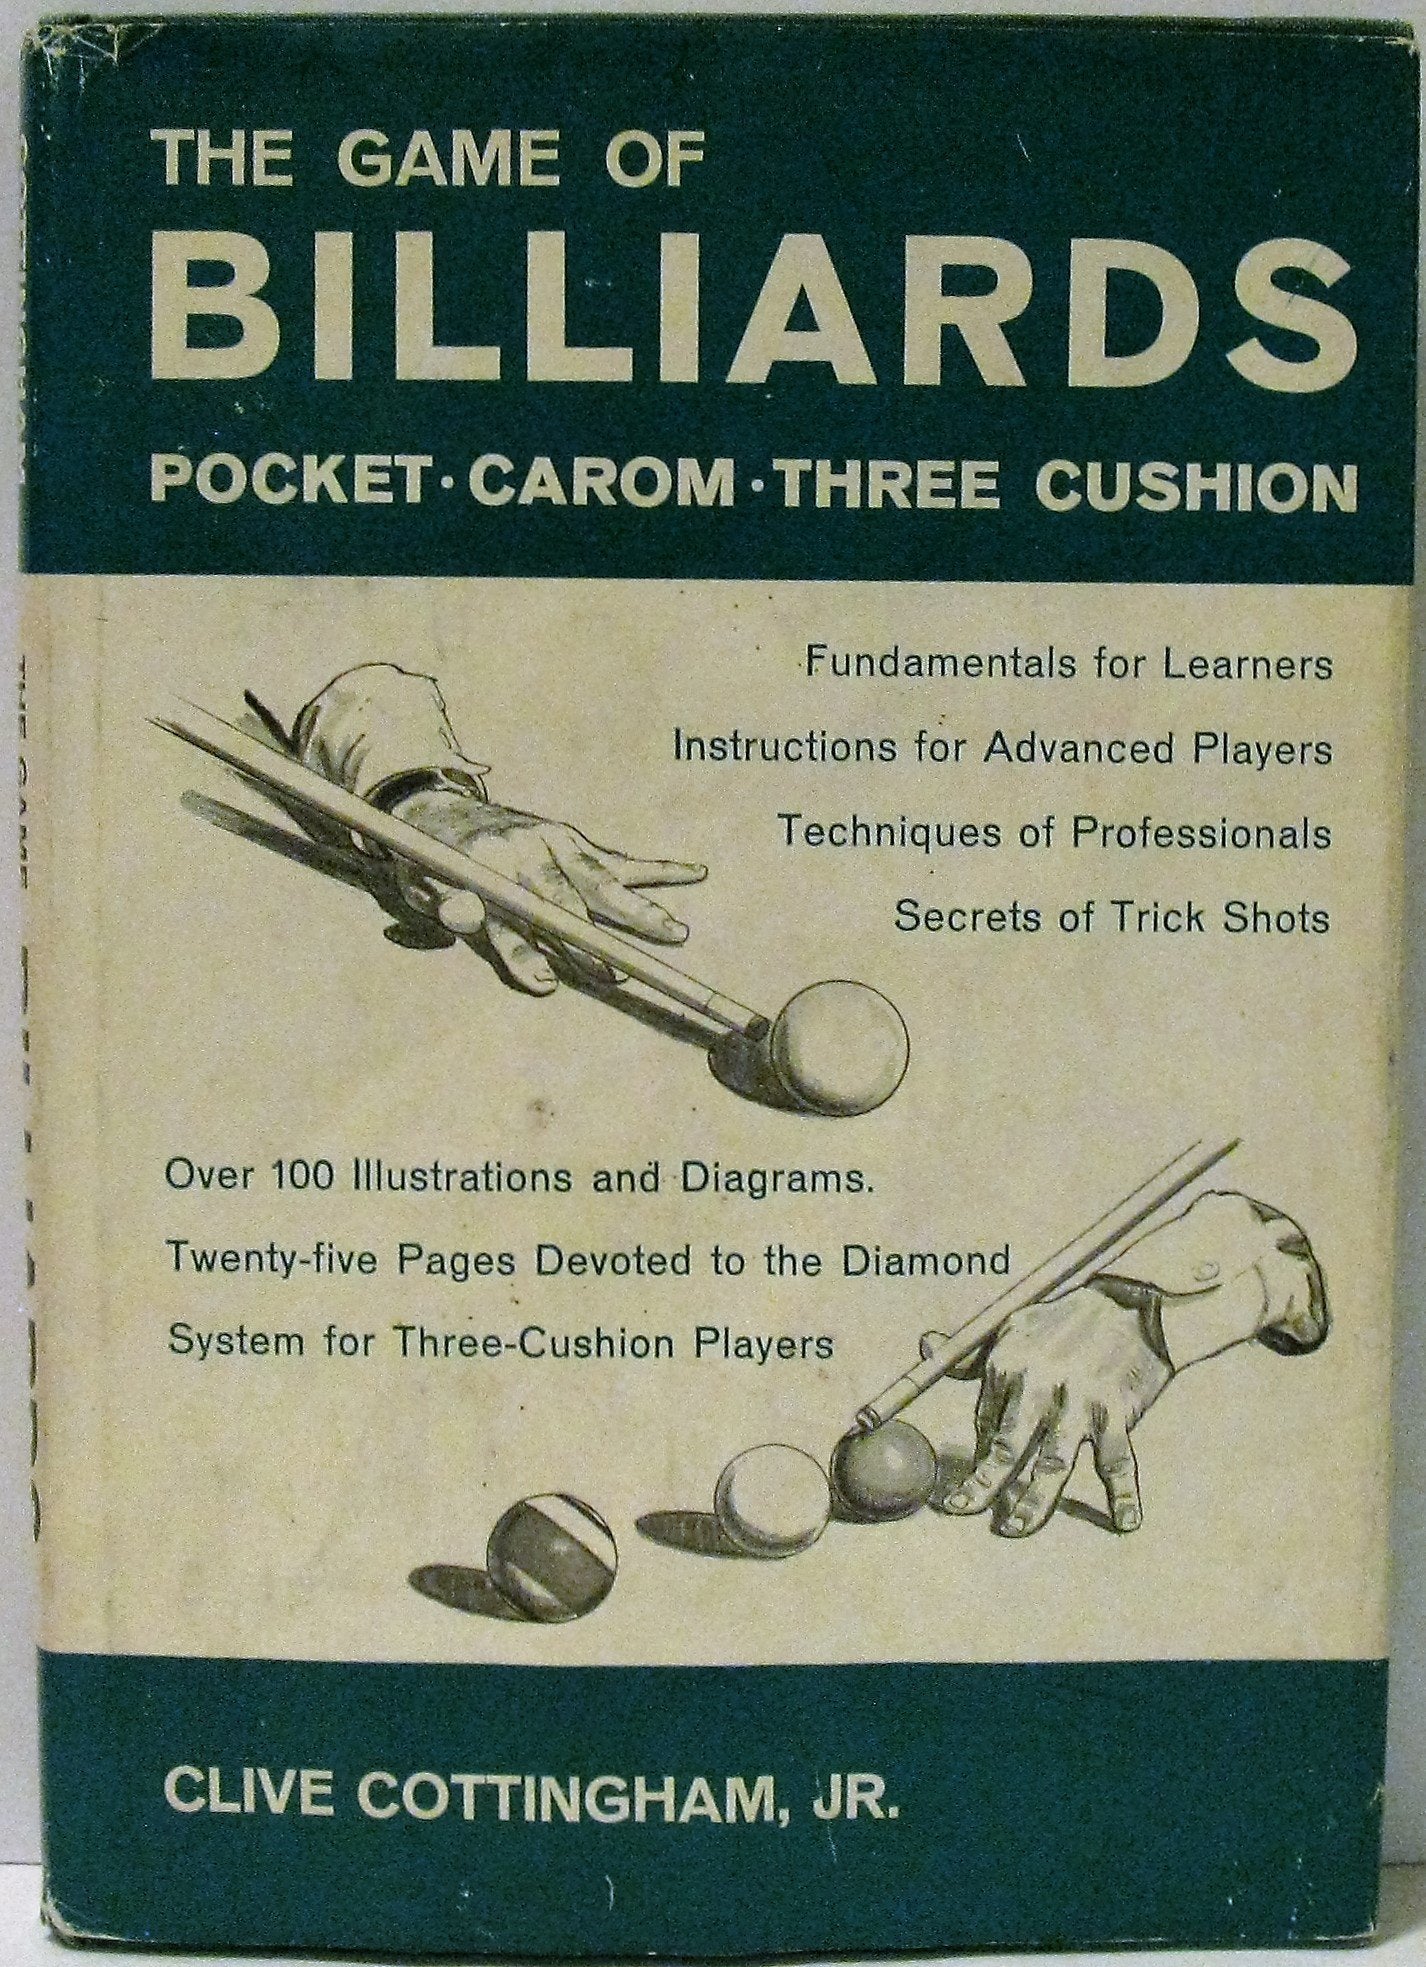 THE GAME OF
BILLIARDS
POCKET · CAROM · THREE CUSHION
Fundamentals for Learners
Instructions for Advanced Players
Techniques of Professionals
Secrets of Trick Shots
Over 100 Illustrations and Diagrams.
Twenty-five Pages Devoted to the Diamond
System for Three-Cushion Players
CLIVE COTTINGHAM, JR.